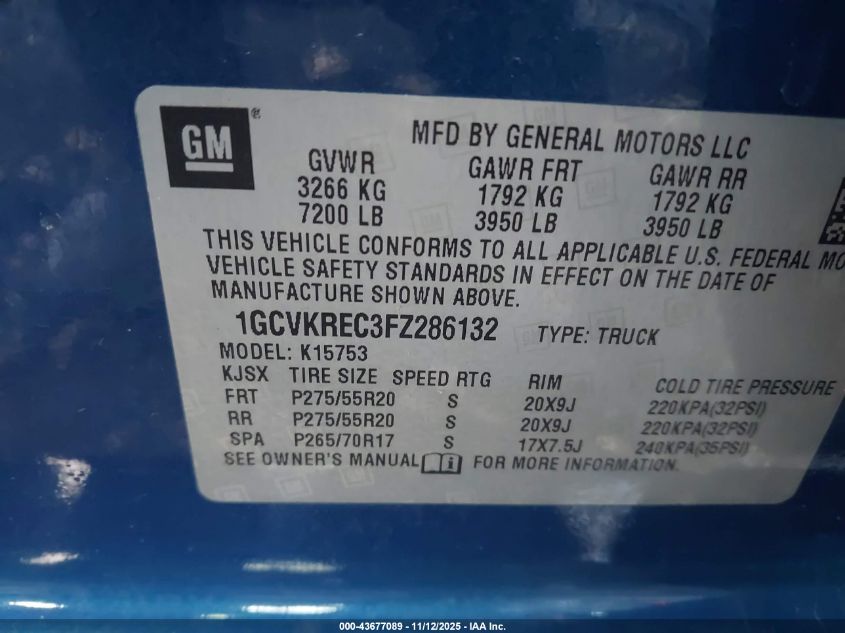 GM ®
MFD BY GENERAL MOTORS LLC
GVWR GAWR FRT GAWR RR
3266 KG 1792 KG 1792 KG
7200 LB 3950 LB 3950 LB
THIS VEHICLE CONFORMS TO ALL APPLICABLE U.S. FEDERAL MO
VEHICLE SAFETY STANDARDS IN EFFECT ON THE DATE OF
MANUFACTURE SHOWN ABOVE.
1GCVKREC3FZ286132 TYPE: TRUCK
MODEL: K15753
KJSX TIRE SIZE SPEED RTG RIM COLD TIRE PRESSURE
FRT P275/55R20 S 20X9J 220KPA(32PSI)
RR P275/55R20 S 20X9J 220KPA(32PSI)
SPA P265/70R17 S 17X7.5J 240KPA(35PSI)
SEE OWNER'S MANUAL FOR MORE INFORMATION.
000-43677089 - 11/12/2025 - IAA Inc.